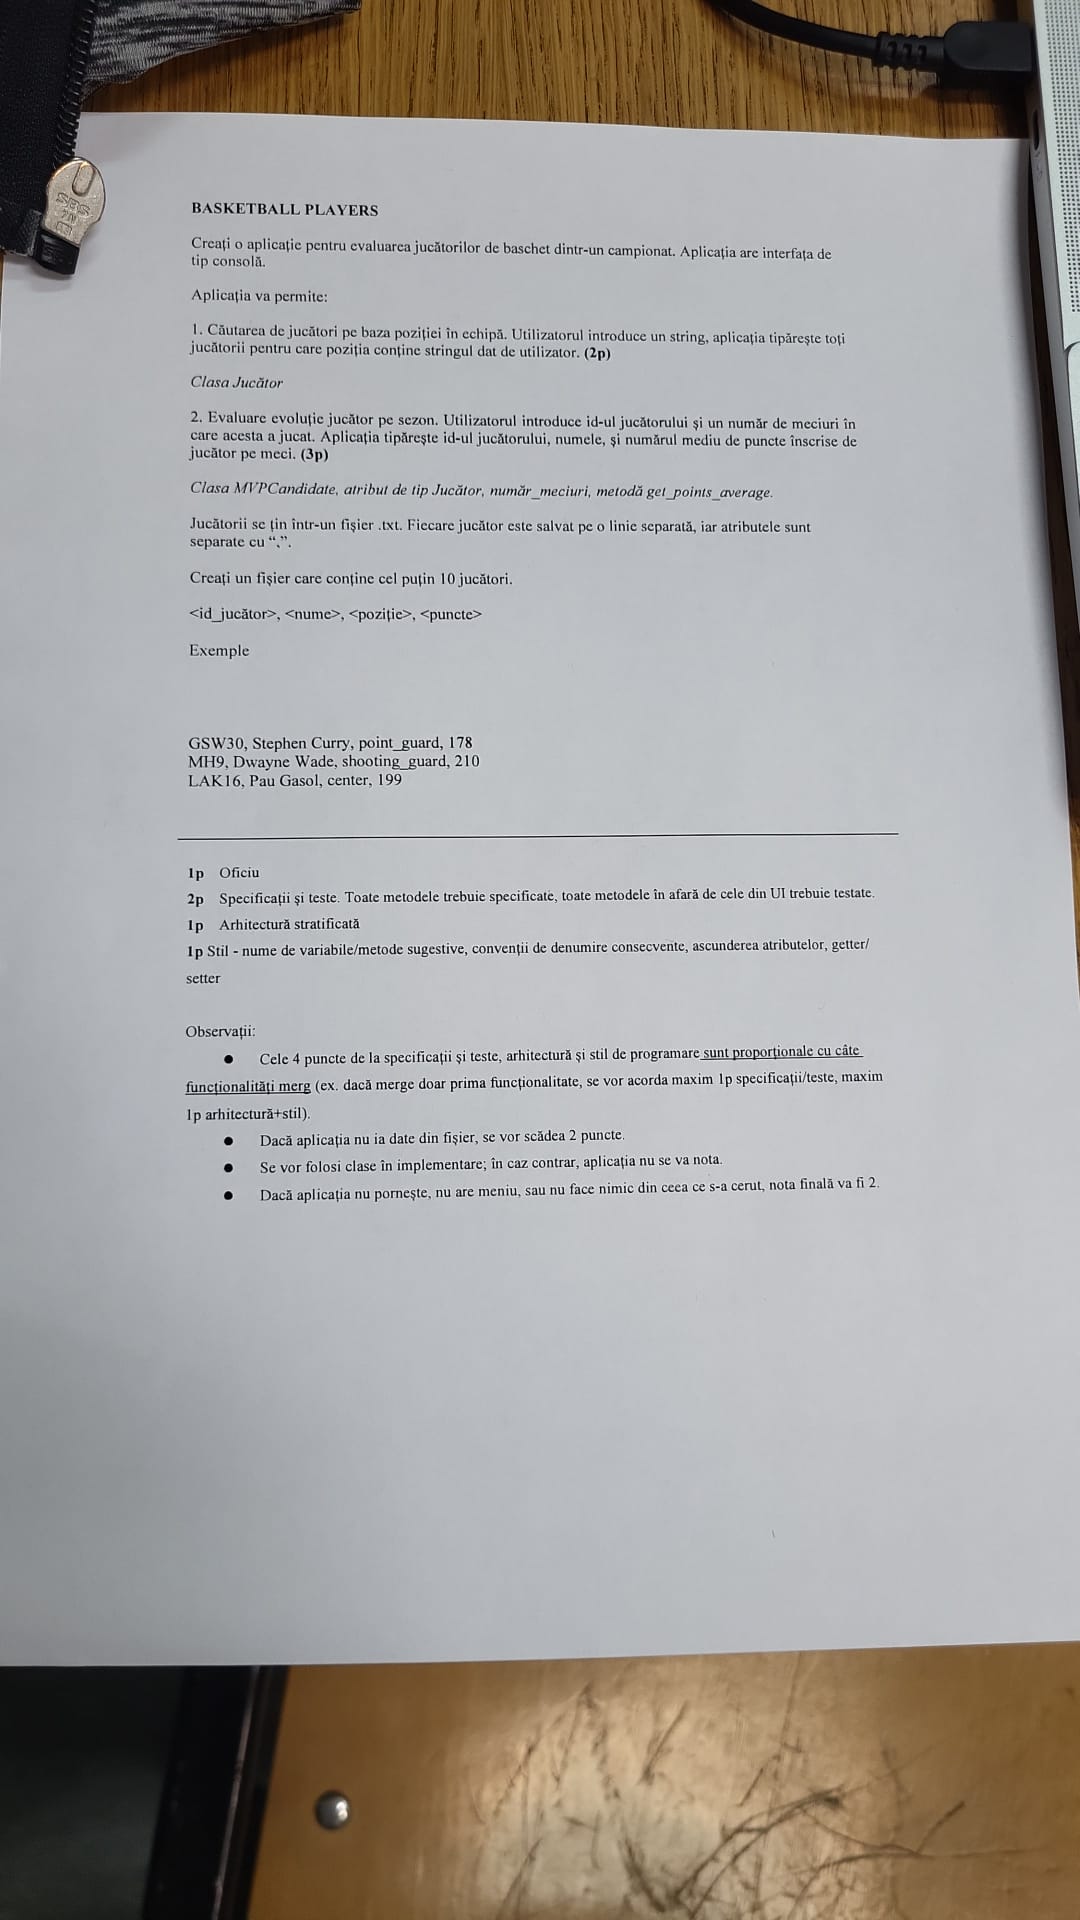 SBS
ZN
BASKETBALL PLAYERS
Creați o aplicație pentru evaluarea jucătorilor de baschet dintr-un campionat. Aplicația are interfața de
tip consolă.
Aplicația va permite:
1. Căutarea de jucători pe baza poziției în echipă. Utilizatorul introduce un string, aplicația tipărește toți
jucătorii pentru care poziția conține stringul dat de utilizator. (2p)
Clasa Jucător
2. Evaluare evoluție jucător pe sezon. Utilizatorul introduce id-ul jucătorului și un număr de meciuri în
care acesta a jucat. Aplicația tipărește id-ul jucătorului, numele, și numărul mediu de puncte înscrise de
jucător pe meci. (3p)
Clasa MVPCandidate, atribut de tip Jucător, număr_meciuri, metodă get_points_average.
Jucătorii se țin într-un fișier .txt. Fiecare jucător este salvat pe o linie separată, iar atributele sunt
separate cu “,”.
Creați un fișier care conține cel puțin 10 jucători.
<id_jucător>, <nume>, <poziție>, <puncte>
Exemple
GSW30, Stephen Curry, point_guard, 178
MH9, Dwayne Wade, shooting_guard, 210
LAK16, Pau Gasol, center, 199
1p Oficiu
2p Specificații și teste. Toate metodele trebuie specificate, toate metodele în afară de cele din UI trebuie testate.
1p Arhitectură stratificată
1p Stil - nume de variabile/metode sugestive, convenții de denumire consecvente, ascunderea atributelor, getter/
setter
Observații:
● Cele 4 puncte de la specificații și teste, arhitectură și stil de programare sunt proporționale cu câte
funcționalități merg (ex. dacă merge doar prima funcționalitate, se vor acorda maxim 1p specificații/teste, maxim
1p arhitectură+stil).
● Dacă aplicația nu ia date din fișier, se vor scădea 2 puncte.
● Se vor folosi clase în implementare; în caz contrar, aplicația nu se va nota.
● Dacă aplicația nu pornește, nu are meniu, sau nu face nimic din ceea ce s-a cerut, nota finală va fi 2.